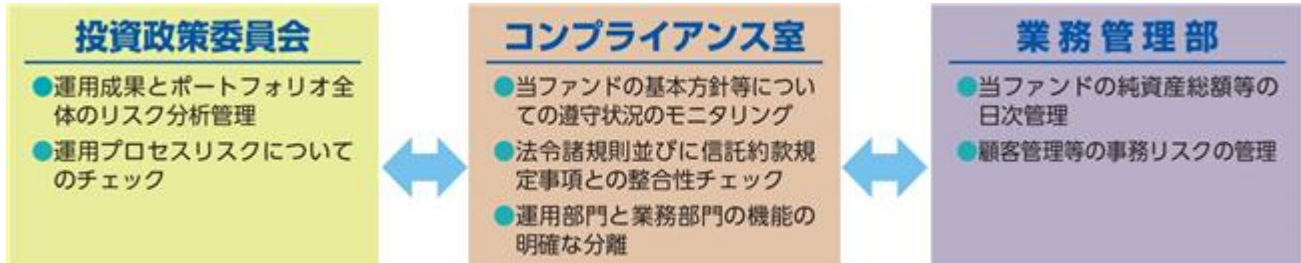 投資政策委員会
●運用成果とポートフォリオ全
体のリスク分析管理
●運用プロセスリスクについて
のチェック
コンプライアンス室
●当ファンドの基本方針等につい
ての遵守状況のモニタリング
●法令諸規則並びに信託約款規
定事項との整合性チェック
●運用部門と業務部門の機能の
明確な分離
業務管理部
●当ファンドの純資産総額等の
日次管理
●顧客管理等の事務リスクの管理